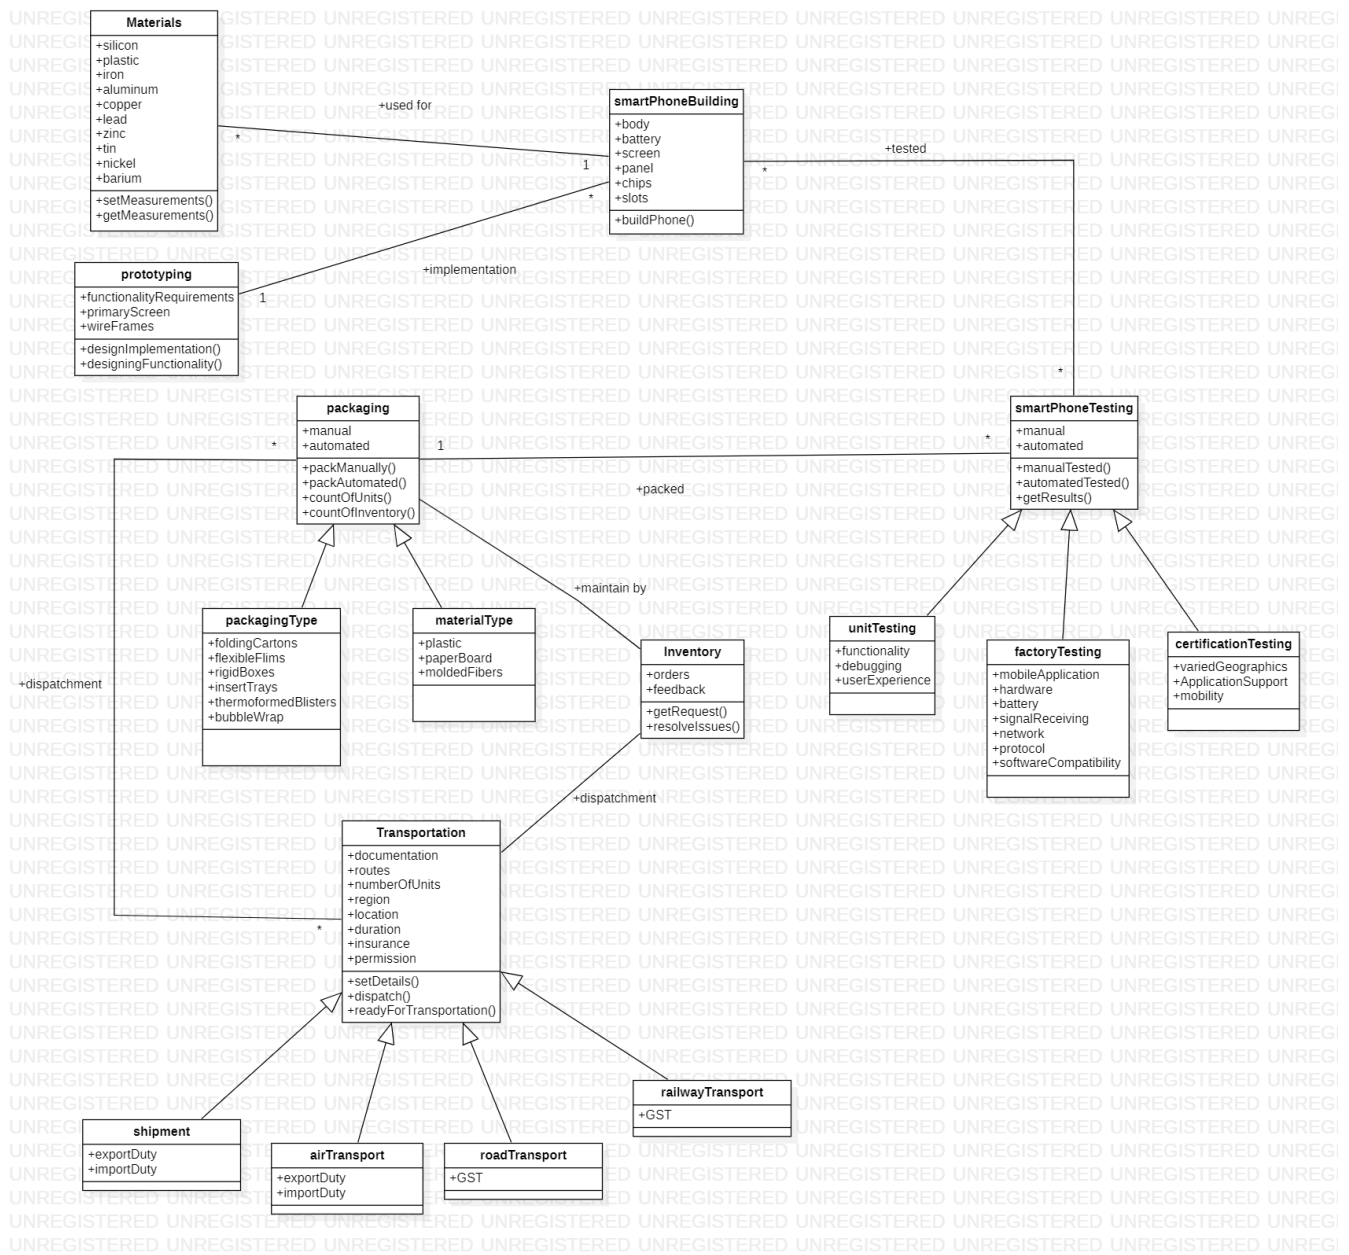 Materials
+silicon
+plastic
+iron
+aluminum
+copper
+lead
+zinc
+tin
+nickel
+barium
+setMeasurements()
+getMeasurements()
+used for
*
1
smartPhoneBuilding
+body
+battery
+screen
+panel
+chips
+slots
+buildPhone()
*
+tested
*
*
prototyping
+functionalityRequirements
+primaryScreen
+wireFrames
+designImplementation()
+designingFunctionality()
1
+implementation
packaging
+manual
+automated
+packManually()
+packAutomated()
+countOfUnits()
+countOfInventory()
*
1
*
+packed
smartPhoneTesting
+manual
+automated
+manualTested()
+automatedTested()
+getResults()
+maintain by
packagingType
+foldingCartons
+flexibleFlims
+rigidBoxes
+insertTrays
+thermoformedBlisters
+bubbleWrap
materialType
+plastic
+paperBoard
+moldedFibers
Inventory
+orders
+feedback
+getRequest()
+resolveIssues()
unitTesting
+functionality
+debugging
+userExperience
factoryTesting
+mobileApplication
+hardware
+battery
+signalReceiving
+network
+protocol
+softwareCompatibility
certificationTesting
+variedGeographics
+ApplicationSupport
+mobility
+dispatchment
+dispatchment
Transportation
+documentation
+routes
+numberOfUnits
+region
+location
+duration
+insurance
+permission
+setDetails()
+dispatch()
+readyForTransportation()
*
shipment
+exportDuty
+importDuty
airTransport
+exportDuty
+importDuty
roadTransport
+GST
railwayTransport
+GST
UNREGISTERED